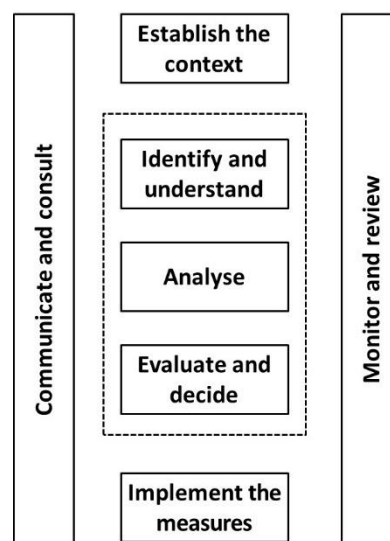 Communicate and consult
Establish the
context
Identify and
understand
Analyse
Evaluate and
decide
Implement the
measures
Monitor and review